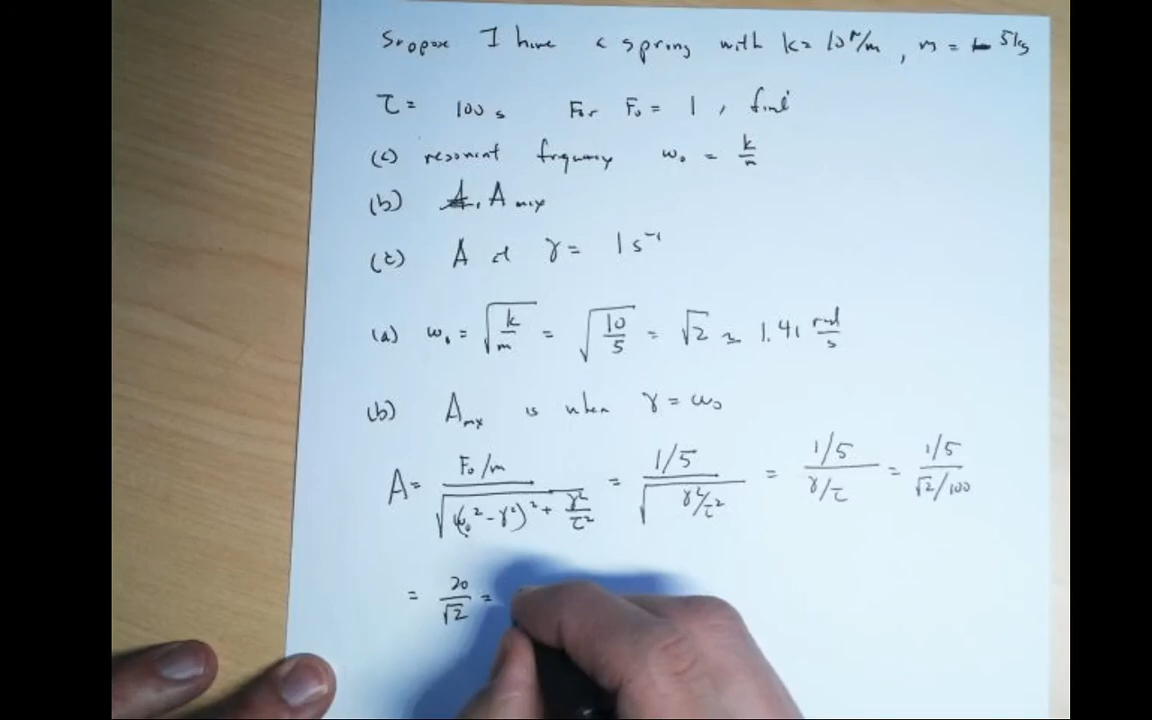 Suppose I have a spring with k= 10 N/m, m = 5 kg
τ = 100 s For F₀ = 1, find
(a) resonant frequency ω₀ = k/m
(b) A max
(c) A at γ = 1 s⁻¹
(a) ω₀ = √(k/m) = √(10/5) = √2 ≃ 1.41 rad/s
(b) Amax is when γ = ω₀
A = (F₀/m)/√((ω₀² - γ²)² + γ²/τ²) = (1/5)/√(γ²/τ²) = (1/5)/(γ/τ) = (1/5)/(√2/100)
= 20/√2 =